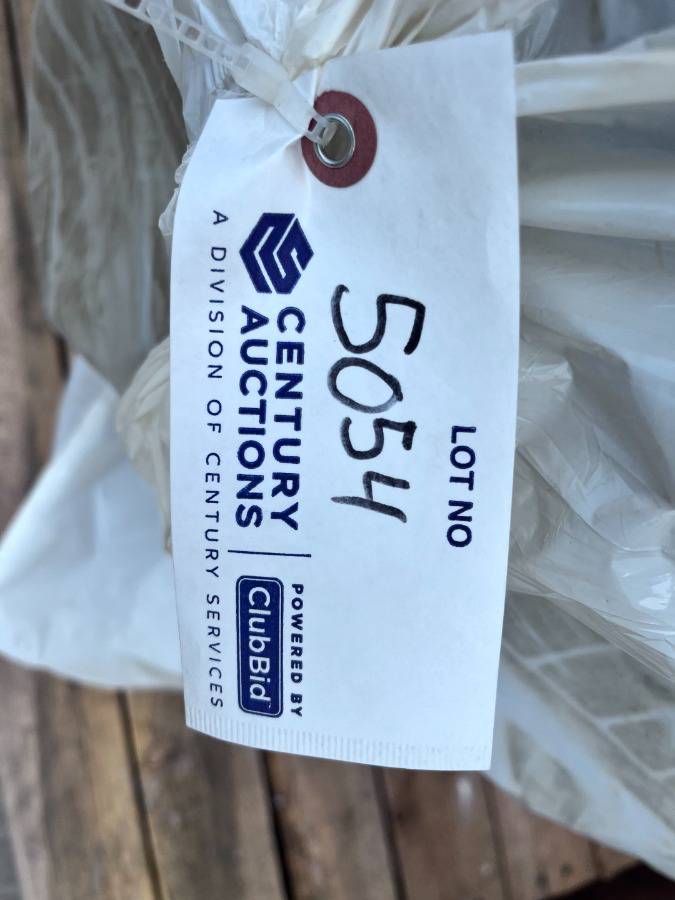 LOT NO
5054
CENTURY
AUCTIONS
A DIVISION OF CENTURY SERVICES
POWERED BY
ClubBid